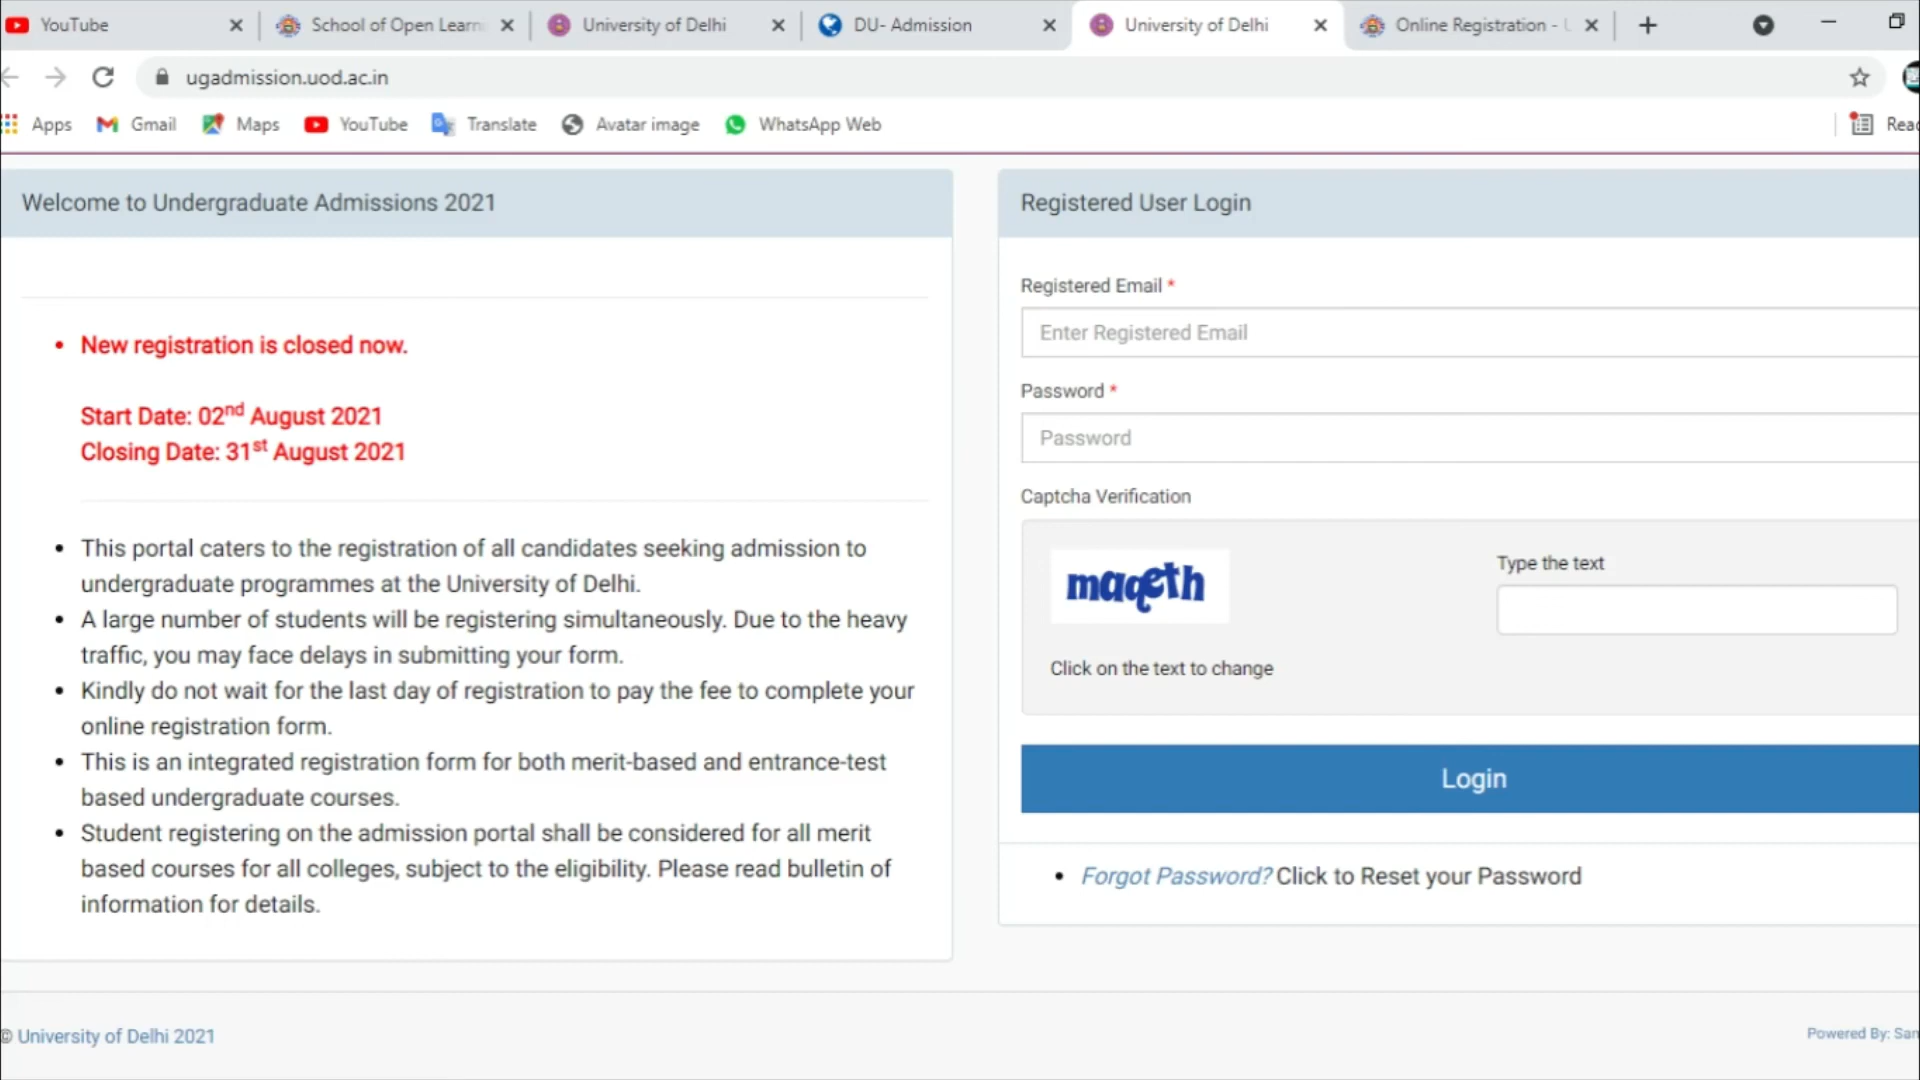 YouTube
School of Open Learn
University of Delhi
DU- Admission
University of Delhi
Online Registration -
ugadmission.uod.ac.in
Apps
Gmail
Maps
YouTube
Translate
Avatar image
WhatsApp Web
Welcome to Undergraduate Admissions 2021
• New registration is closed now.
Start Date: 02nd August 2021
Closing Date: 31st August 2021
• This portal caters to the registration of all candidates seeking admission to
undergraduate programmes at the University of Delhi.
• A large number of students will be registering simultaneously. Due to the heavy
traffic, you may face delays in submitting your form.
• Kindly do not wait for the last day of registration to pay the fee to complete your
online registration form.
• This is an integrated registration form for both merit-based and entrance-test
based undergraduate courses.
• Student registering on the admission portal shall be considered for all merit
based courses for all colleges, subject to the eligibility. Please read bulletin of
information for details.
Registered User Login
Registered Email *
Enter Registered Email
Password *
Password
Captcha Verification
maqeth
Type the text
Click on the text to change
Login
• Forgot Password? Click to Reset your Password
© University of Delhi 2021
Powered By: